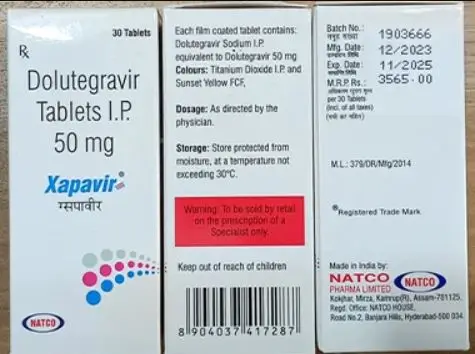 30 Tablets
Rx
Dolutegravir
Tablets I.P.
50 mg
Xapavir
ग्सपावीर
NATCO
Each film coated tablet contains:
Dolutegravir Sodium I.P.
equivalent to Dolutegravir 50 mg
Colours: Titanium Dioxide I.P. and
Sunset Yellow FCF,
Dosage: As directed by the
physician.
Storage: Store protected from
moisture, at a temperature not
exceeding 30°C.
Warning: To be sold by retail
on the prescription of a
Specialist only.
Keep out of reach of children
8 904037 417287
Batch No.: 1903666
Mfg. Date: 12/2023
Exp. Date: 11/2025
M.R.P. Rs.: 3565.00
per 30 Tablets
(Incl. of all taxes)
M.L.: 379/DR/Mfg/2014
®Registered Trade Mark
Made in India by:
NATCO
PHARMA LIMITED
NATCO
Kokjhar, Mirza, Kamrup(R), Assam-781125.
Regd. Office: NATCO HOUSE,
Road No.2, Banjara Hills, Hyderabad-500 034.